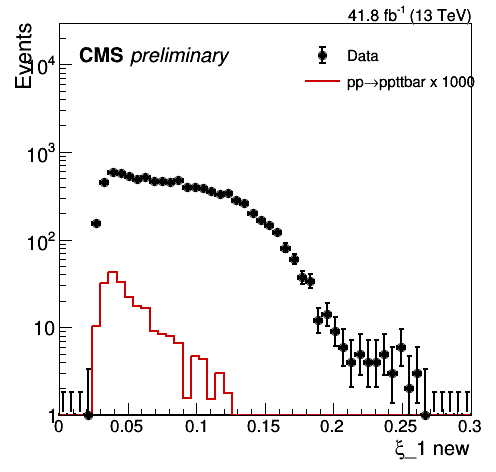 41.8 fb⁻¹ (13 TeV)
Events
CMS preliminary
Data
pp→ppttbar x 1000
10⁴
10³
10²
10
1
0 0.05 0.1 0.15 0.2 0.25 0.3
ξ_1 new